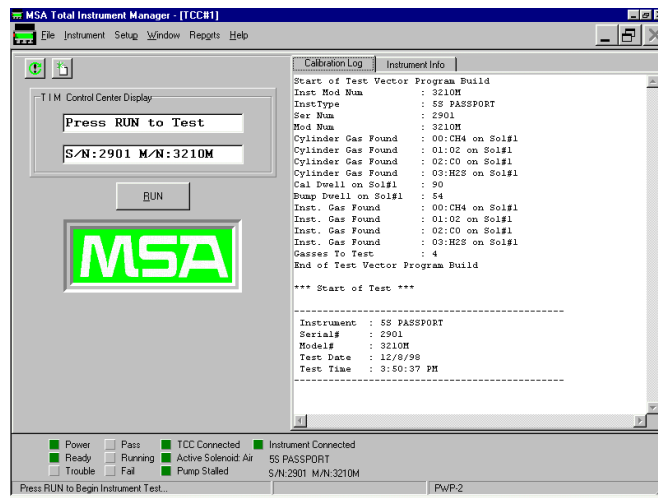 MSA Total Instrument Manager - [TCC#1]
File Instrument Setup Window Reports Help
T I M Control Center Display
Press RUN to Test
S/N:2901 M/N:3210M
RUN
MSA
Calibration Log Instrument Info
Start of Test Vector Program Build
Inst Mod Num : 3210M
InstType : 5S PASSPORT
Ser Num : 2901
Mod Num : 3210M
Cylinder Gas Found : 00:CH4 on Sol#1
Cylinder Gas Found : 01:O2 on Sol#1
Cylinder Gas Found : 02:CO on Sol#1
Cylinder Gas Found : 03:H2S on Sol#1
Cal Dwell on Sol#1 : 90
Bump Dwell on Sol#1 : 54
Inst. Gas Found : 00:CH4 on Sol#1
Inst. Gas Found : 01:O2 on Sol#1
Inst. Gas Found : 02:CO on Sol#1
Inst. Gas Found : 03:H2S on Sol#1
Gasses To Test : 4
End of Test Vector Program Build
*** Start of Test ***
------------------------------------------------------
Instrument : 5S PASSPORT
Serial# : 2901
Model# : 3210M
Test Date : 12/8/98
Test Time : 3:50:37 PM
------------------------------------------------------
Power Pass TCC Connected Instrument Connected
Ready Running Active Solenoid: Air 5S PASSPORT
Trouble Fail Pump Stalled S/N:2901 M/N:3210M
Press RUN to Begin Instrument Test... PWP-2